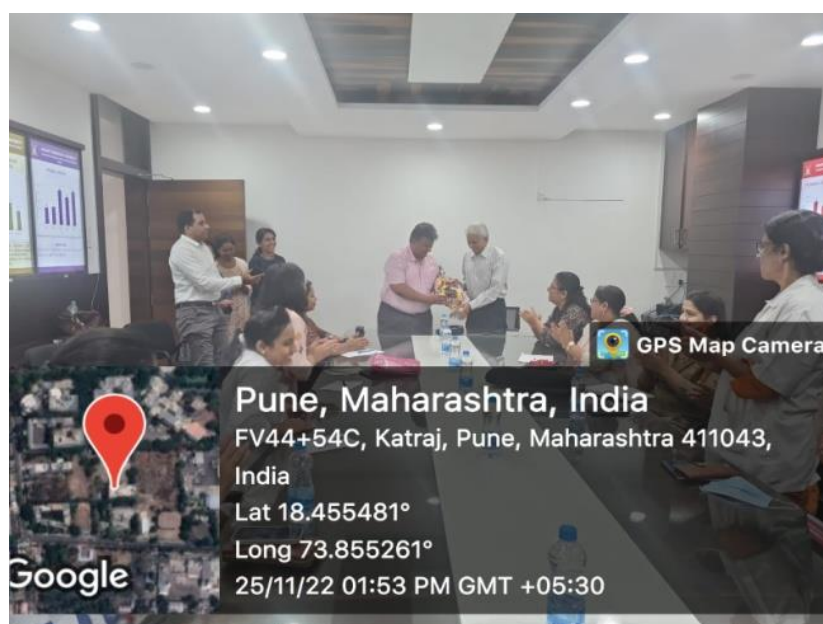 GPS Map Camera
Pune, Maharashtra, India
FV44+54C, Katraj, Pune, Maharashtra 411043,
India
Lat 18.455481°
Long 73.855261°
25/11/22 01:53 PM GMT +05:30
Google